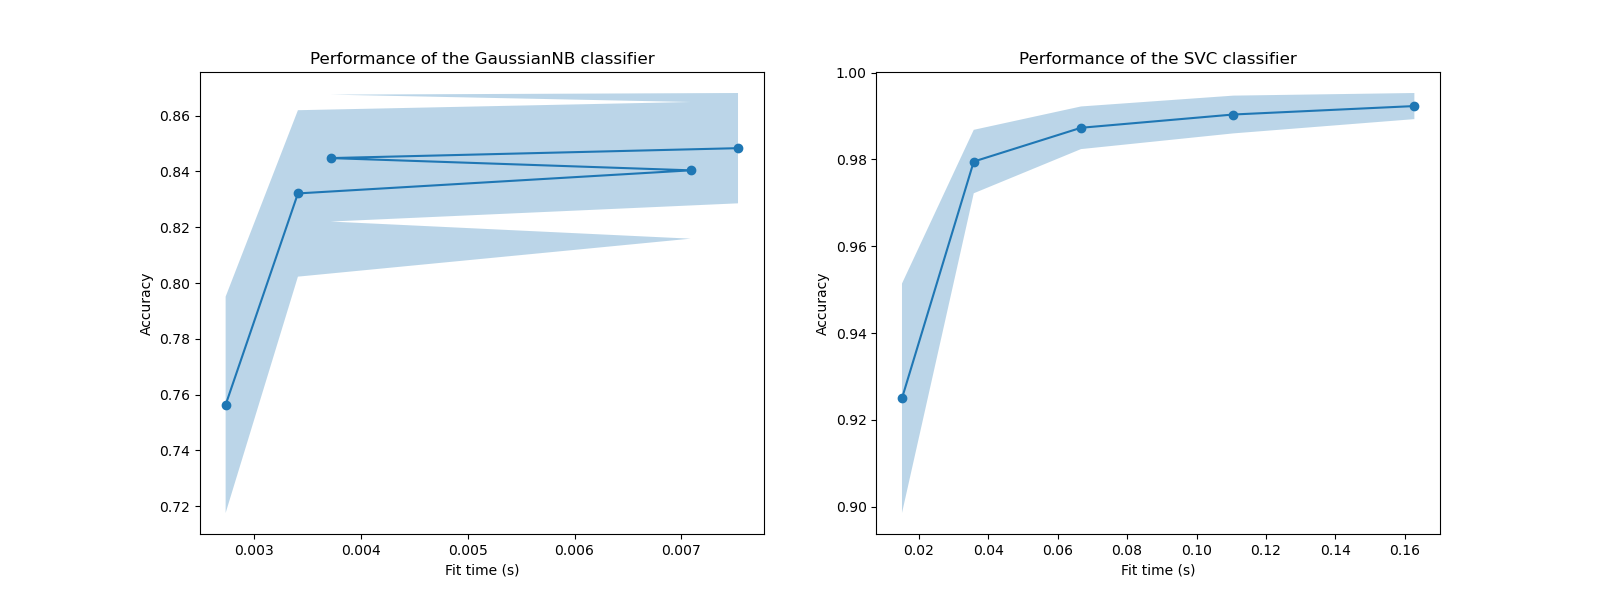 Performance of the GaussianNB classifier
0.86
0.84
0.82
0.80
0.78
0.76
0.74
0.72
Accuracy
0.003 0.004 0.005 0.006 0.007
Fit time (s)
Performance of the SVC classifier
1.00
0.98
0.96
0.94
0.92
0.90
Accuracy
0.02 0.04 0.06 0.08 0.10 0.12 0.14 0.16
Fit time (s)